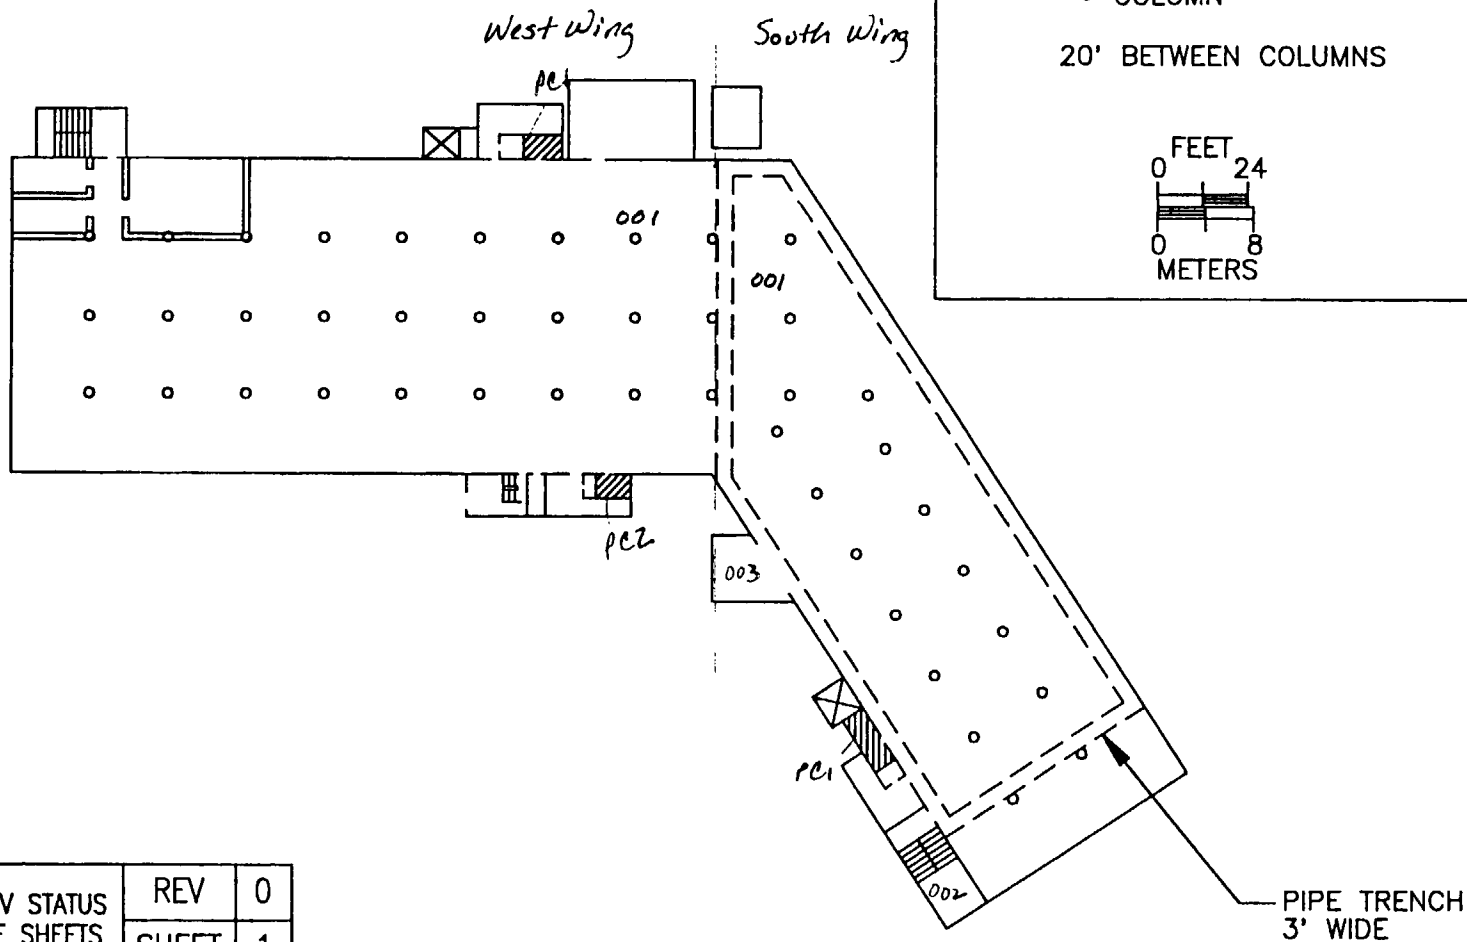 West Wing
South Wing
COLUMN
20' BETWEEN COLUMNS
PC1
FEET
0 24
0 8
METERS
001
001
PC2
003
PC1
002
PIPE TRENCH
3' WIDE
V STATUS
REV 0
SHEETS
SHEET 1